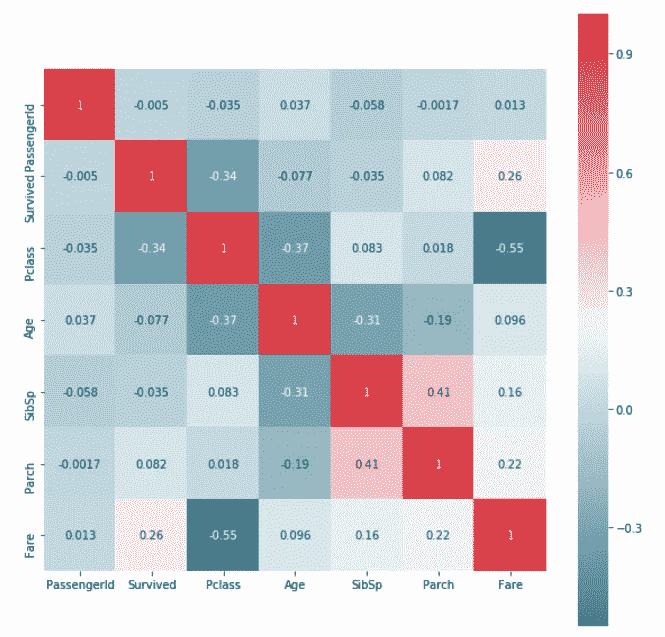 0.9
PassengerId 1 -0.005 -0.035 0.037 -0.058 -0.0017 0.013
Survived -0.005 1 -0.34 -0.077 -0.035 0.082 0.26
0.6
Pclass -0.035 -0.34 1 -0.37 0.083 0.018 -0.55
0.3
Age 0.037 -0.077 -0.37 1 -0.31 -0.19 0.096
SibSp -0.058 -0.035 0.083 -0.31 1 0.41 0.16
0.0
Parch -0.0017 0.082 0.018 -0.19 0.41 1 0.22
Fare 0.013 0.26 -0.55 0.096 0.16 0.22 1
-0.3
PassengerId Survived Pclass Age SibSp Parch Fare